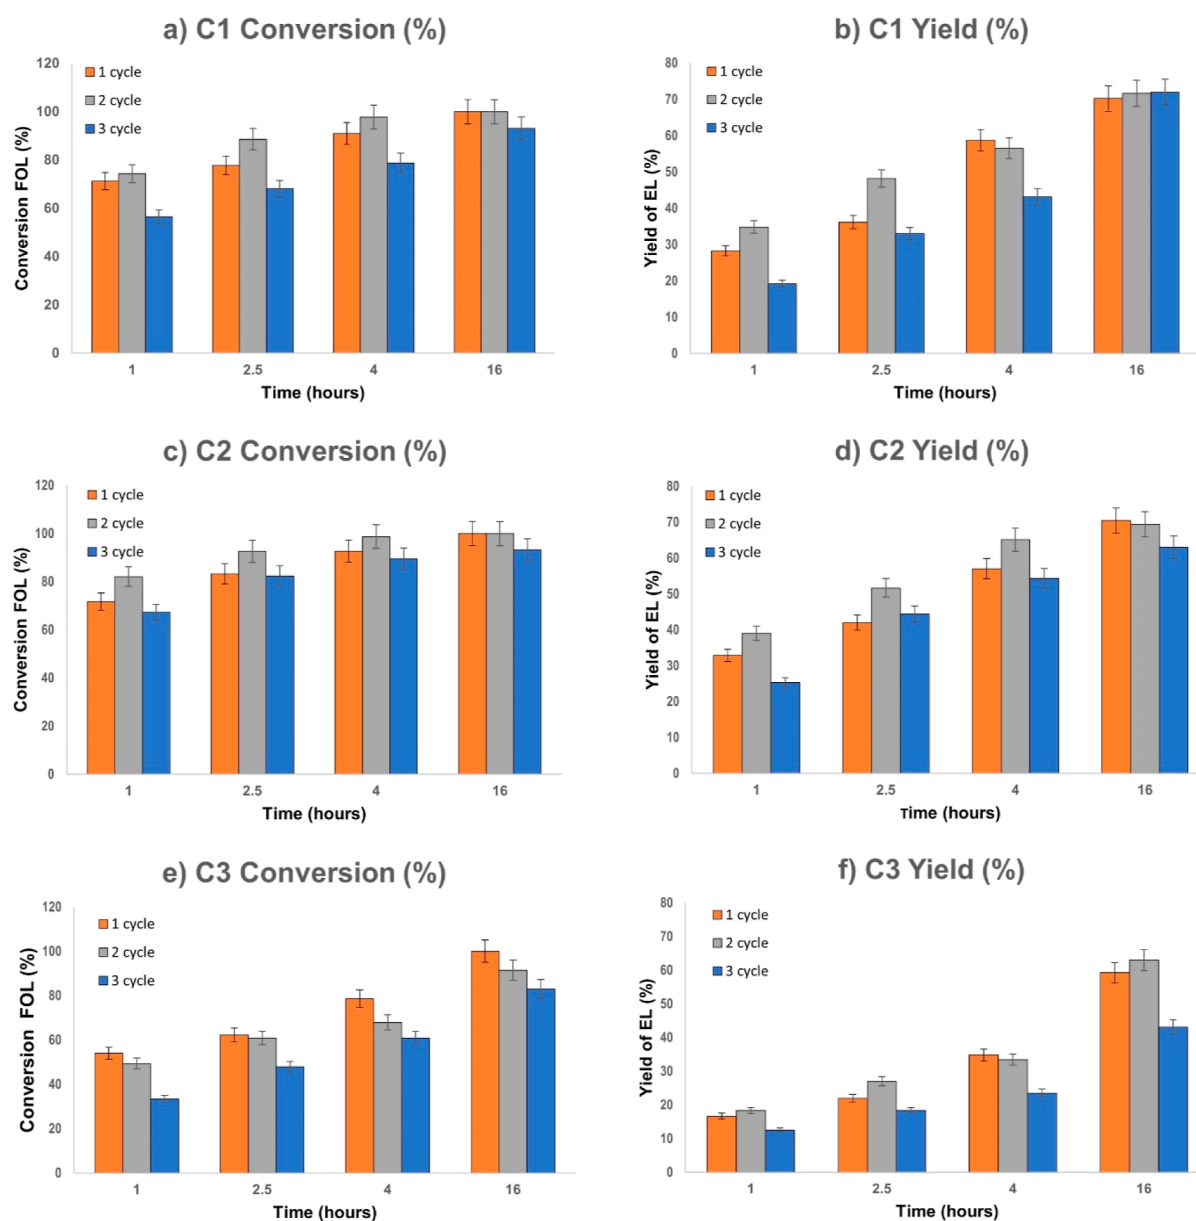 a) C1 Conversion (%)
Conversion FOL (%)
120
100
80
60
40
20
0
1 cycle
2 cycle
3 cycle
1 2.5 4 16
Time (hours)
b) C1 Yield (%)
Yield of EL (%)
80
70
60
50
40
30
20
10
0
1 cycle
2 cycle
3 cycle
1 2.5 4 16
Time (hours)
c) C2 Conversion (%)
Conversion FOL (%)
120
100
80
60
40
20
0
1 cycle
2 cycle
3 cycle
1 2.5 4 16
Time (hours)
d) C2 Yield (%)
Yield of EL (%)
80
70
60
50
40
30
20
10
0
1 cycle
2 cycle
3 cycle
1 2.5 4 16
Time (hours)
e) C3 Conversion (%)
Conversion FOL (%)
120
100
80
60
40
20
0
1 cycle
2 cycle
3 cycle
1 2.5 4 16
Time (hours)
f) C3 Yield (%)
Yield of EL (%)
80
70
60
50
40
30
20
10
0
1 cycle
2 cycle
3 cycle
1 2.5 4 16
Time (hours)